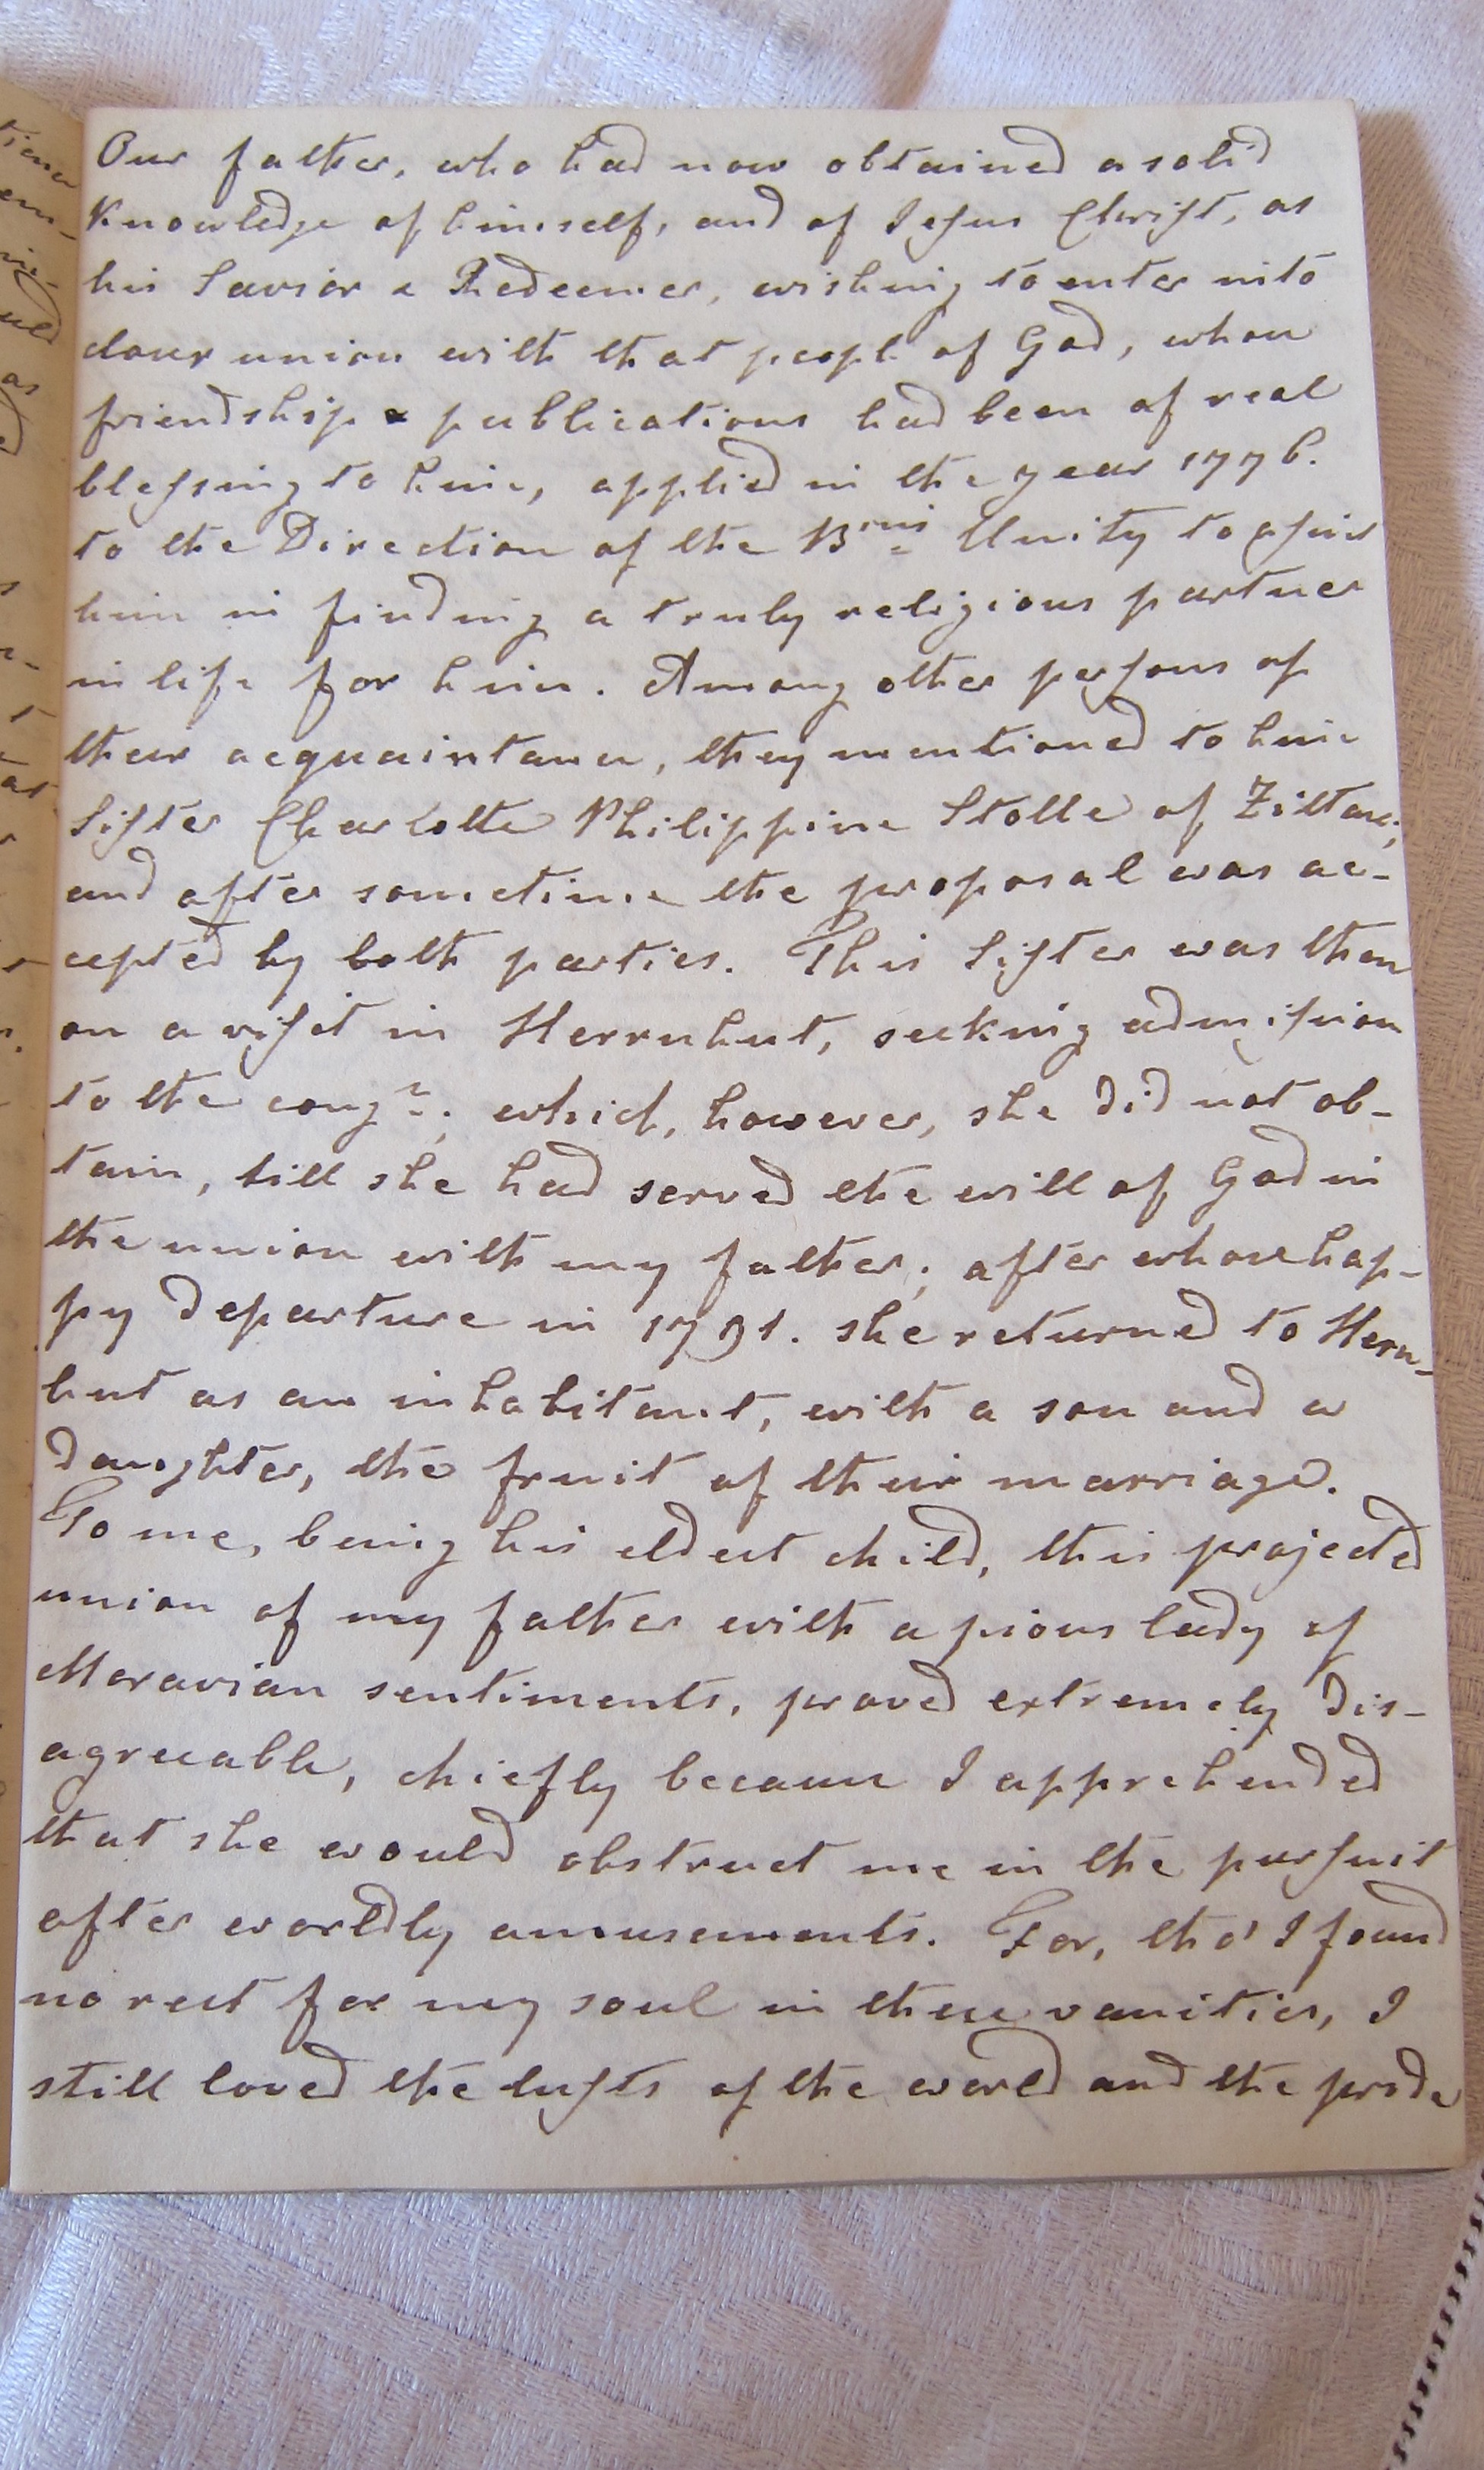 Our father, who had now obtained a solid
Knowledge of himself, and of Jesus Christ, as
his Savior & Redeemer, wishing to enter into
closer union with that people of God, whose
friendship & publications had been of real
blessing to him, applied in the year 1776.
to the Direction of the Brns Unity to assist
him in finding a truly religious partner
in life for him. Among other persons of
their acquaintance, they mentioned to him
Sister Charlotte Philippine Stolle of Zittau;
and after sometime the proposal was ac-
cepted by both parties. This Sister was then
on a visit in Herrnhut, seeking admission
to the congn; which, however, she did not ob-
tain, till she had served the will of God in
the union with my father; after whose hap-
py departure in 1791. she returned to Herrn-
hut as an inhabitant, with a son and a
daughter, the fruit of their marriage.
To me, being his eldest child, this projected
union of my father with a pious lady of
Moravian sentiments, proved extremely dis-
agreeable, chiefly because I apprehended
that she would obstruct me in the pursuit
after worldly amusements. For, tho' I found
no rest for my soul in these vanities, I
still loved the lusts of the world and the pride